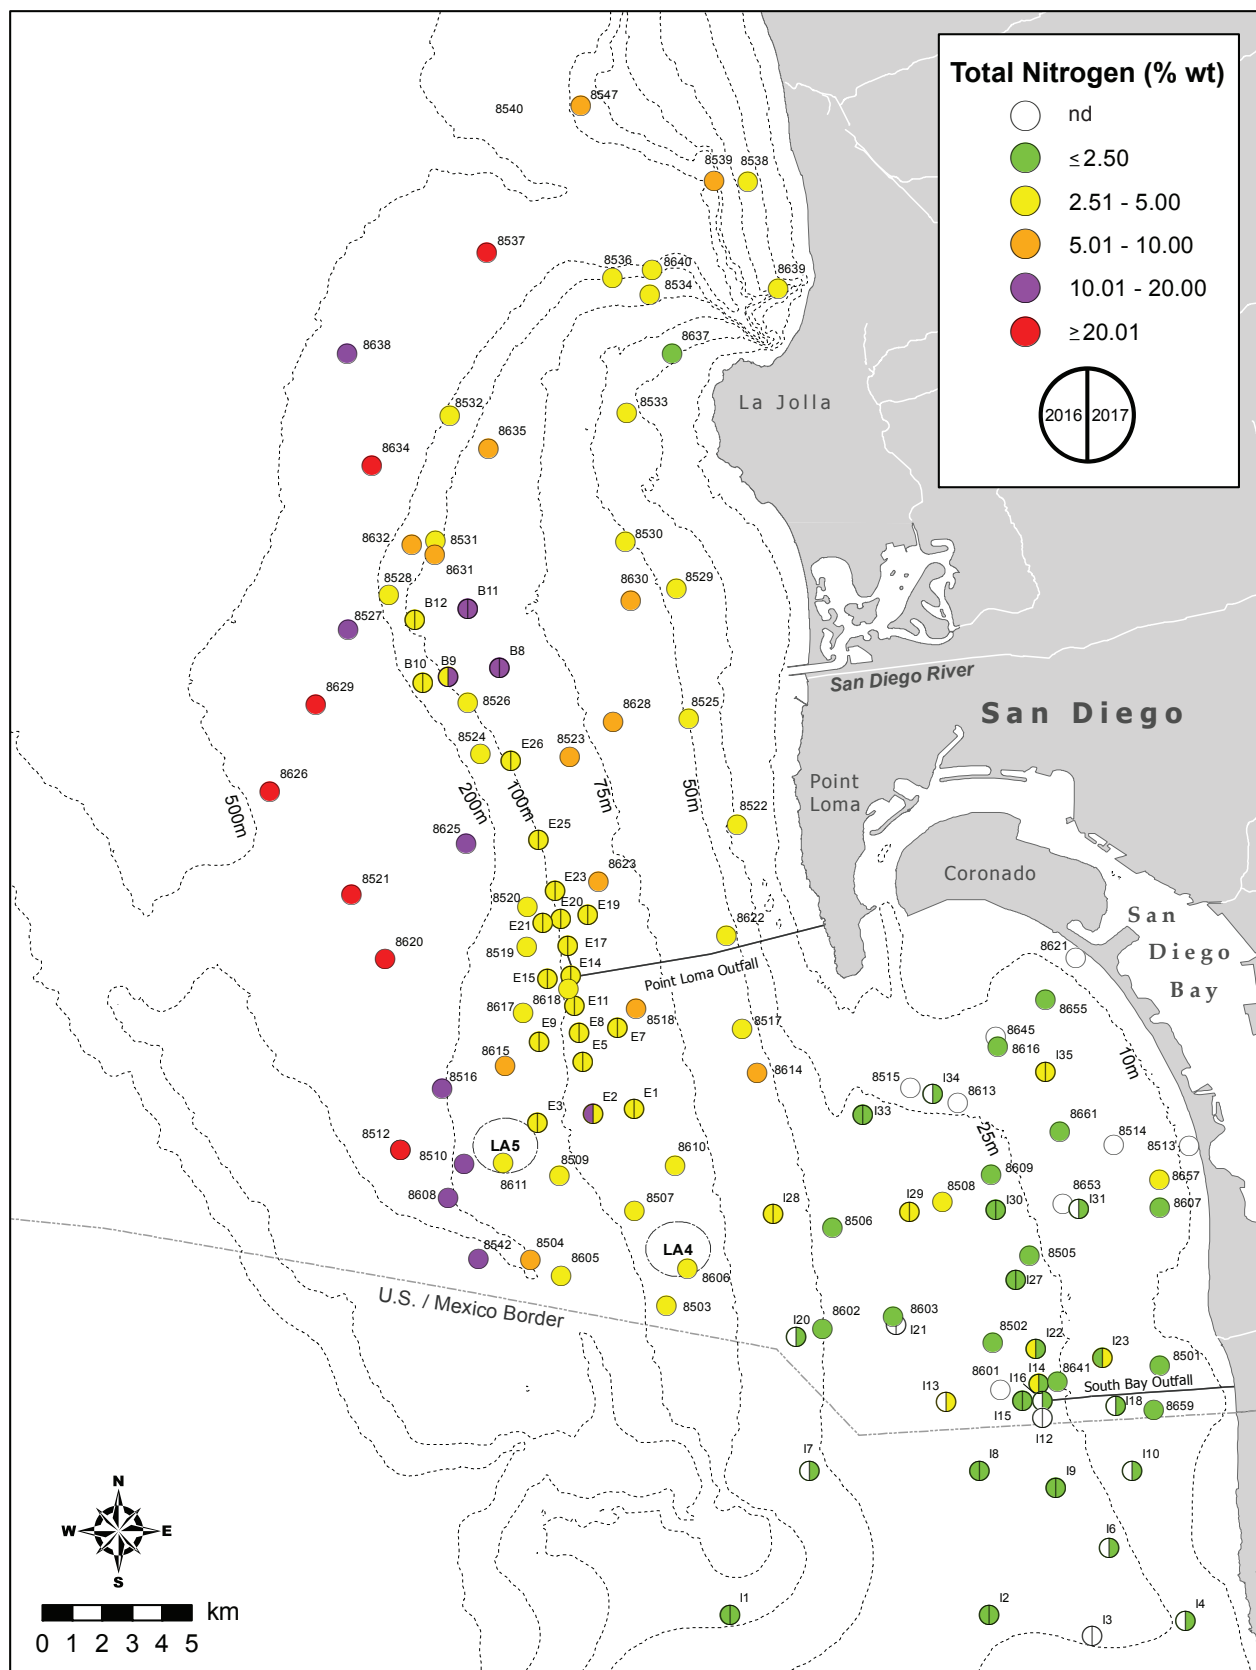 Total Nitrogen (% wt)
nd
≤ 2.50
2.51 - 5.00
5.01 - 10.00
10.01 - 20.00
≥ 20.01
2016 2017
8540
8547
8539 8538
8537
8536
8640
8639
8534
8638
8637
La Jolla
8532
8533
8635
8634
8632
8531
8530
8631
8528
8529
8630
B12
B11
8527
B10
B9
B8
San Diego River
8629
8526
8628
8525
San Diego
8524
E26
8523
8626
500m
200m
100m
75m
50m
Point
Loma
8522
8625
E25
8623
Coronado
8521
E23
8520
E20
E19
E21
8622
San
Diego
Bay
8519
E17
8621
8620
E15
E14
Point Loma Outfall
8617
8618
E11
8518
8655
E9
E8
E7
8517
8645
8616
I35
10m
8615
E5
8614
8516
8515
I34
8613
E3
E2
E1
I33
8661
8512
LA5
25m
8514
8513
8510
8611
8509
8610
8609
8657
8608
8507
I28
I29
8508
I30
8653
I31
8607
8506
8542
8504
8605
LA4
8606
8505
I27
U.S. / Mexico Border
8503
I20
8602
8603
I21
8502
I22
I23
8501
8601
I14
8641
South Bay Outfall
I13
I16
I15
I18
8659
I12
I7
I8
I9
I10
I6
I1
I2
I3
I4
N
W E
S
km
0 1 2 3 4 5